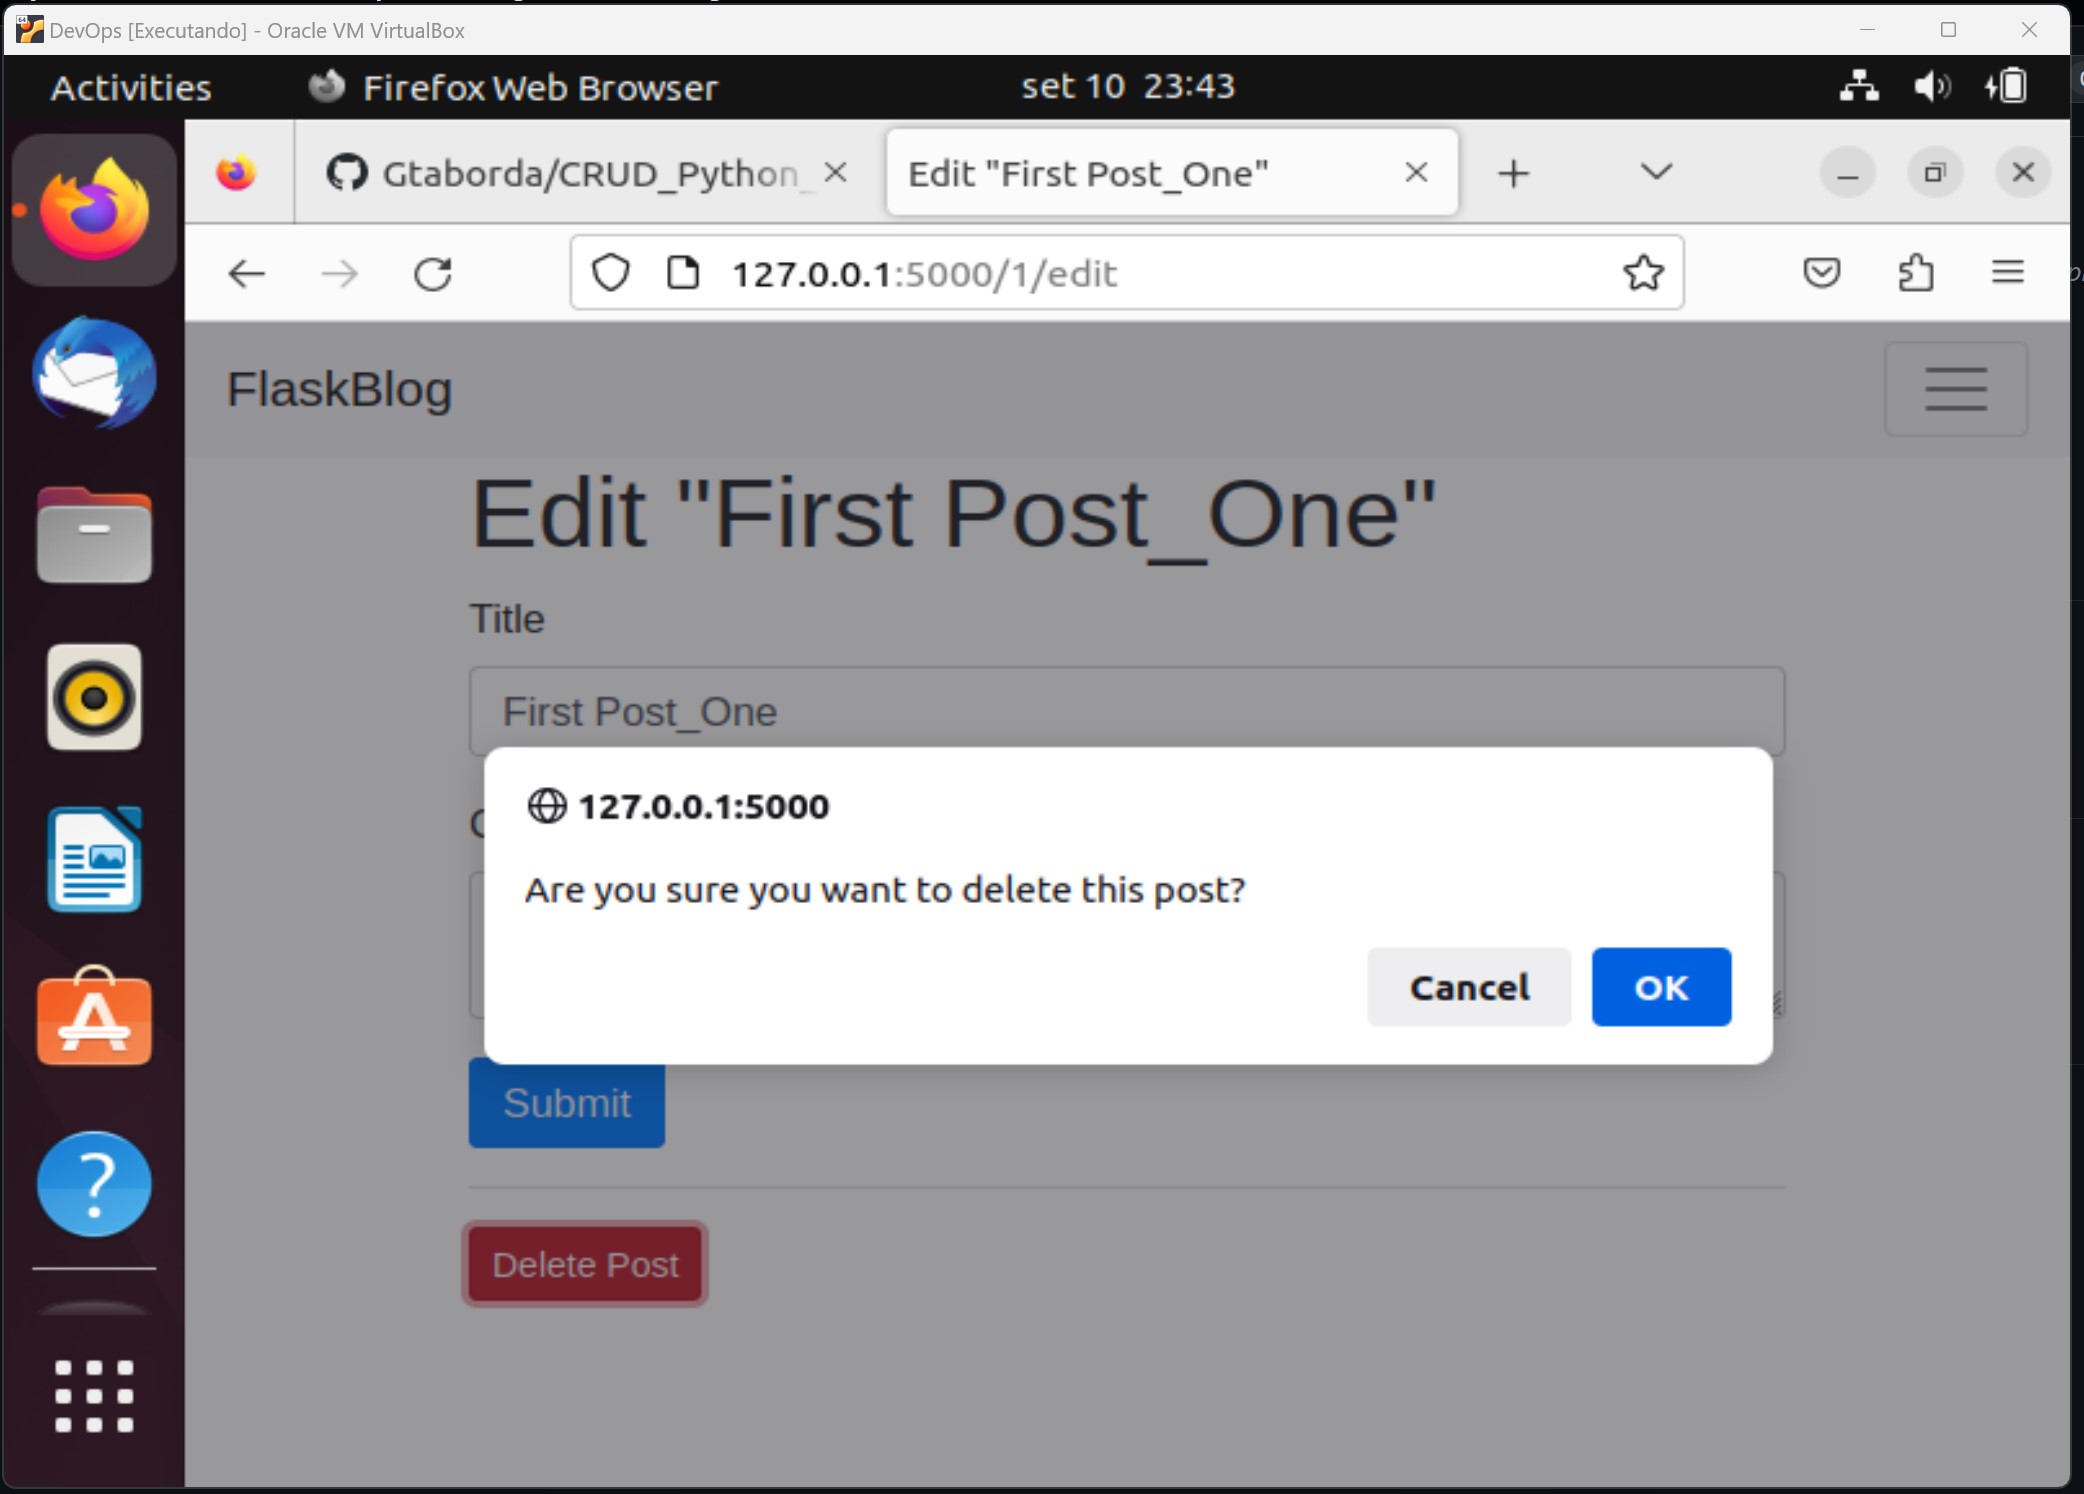 DevOps [Executando] - Oracle VM VirtualBox
Activities
Firefox Web Browser
set 10 23:43
Gtaborda/CRUD_Python_
Edit "First Post_One"
127.0.0.1:5000/1/edit
FlaskBlog
Edit "First Post_One"
Title
First Post_One
127.0.0.1:5000
Are you sure you want to delete this post?
Cancel
OK
Submit
Delete Post